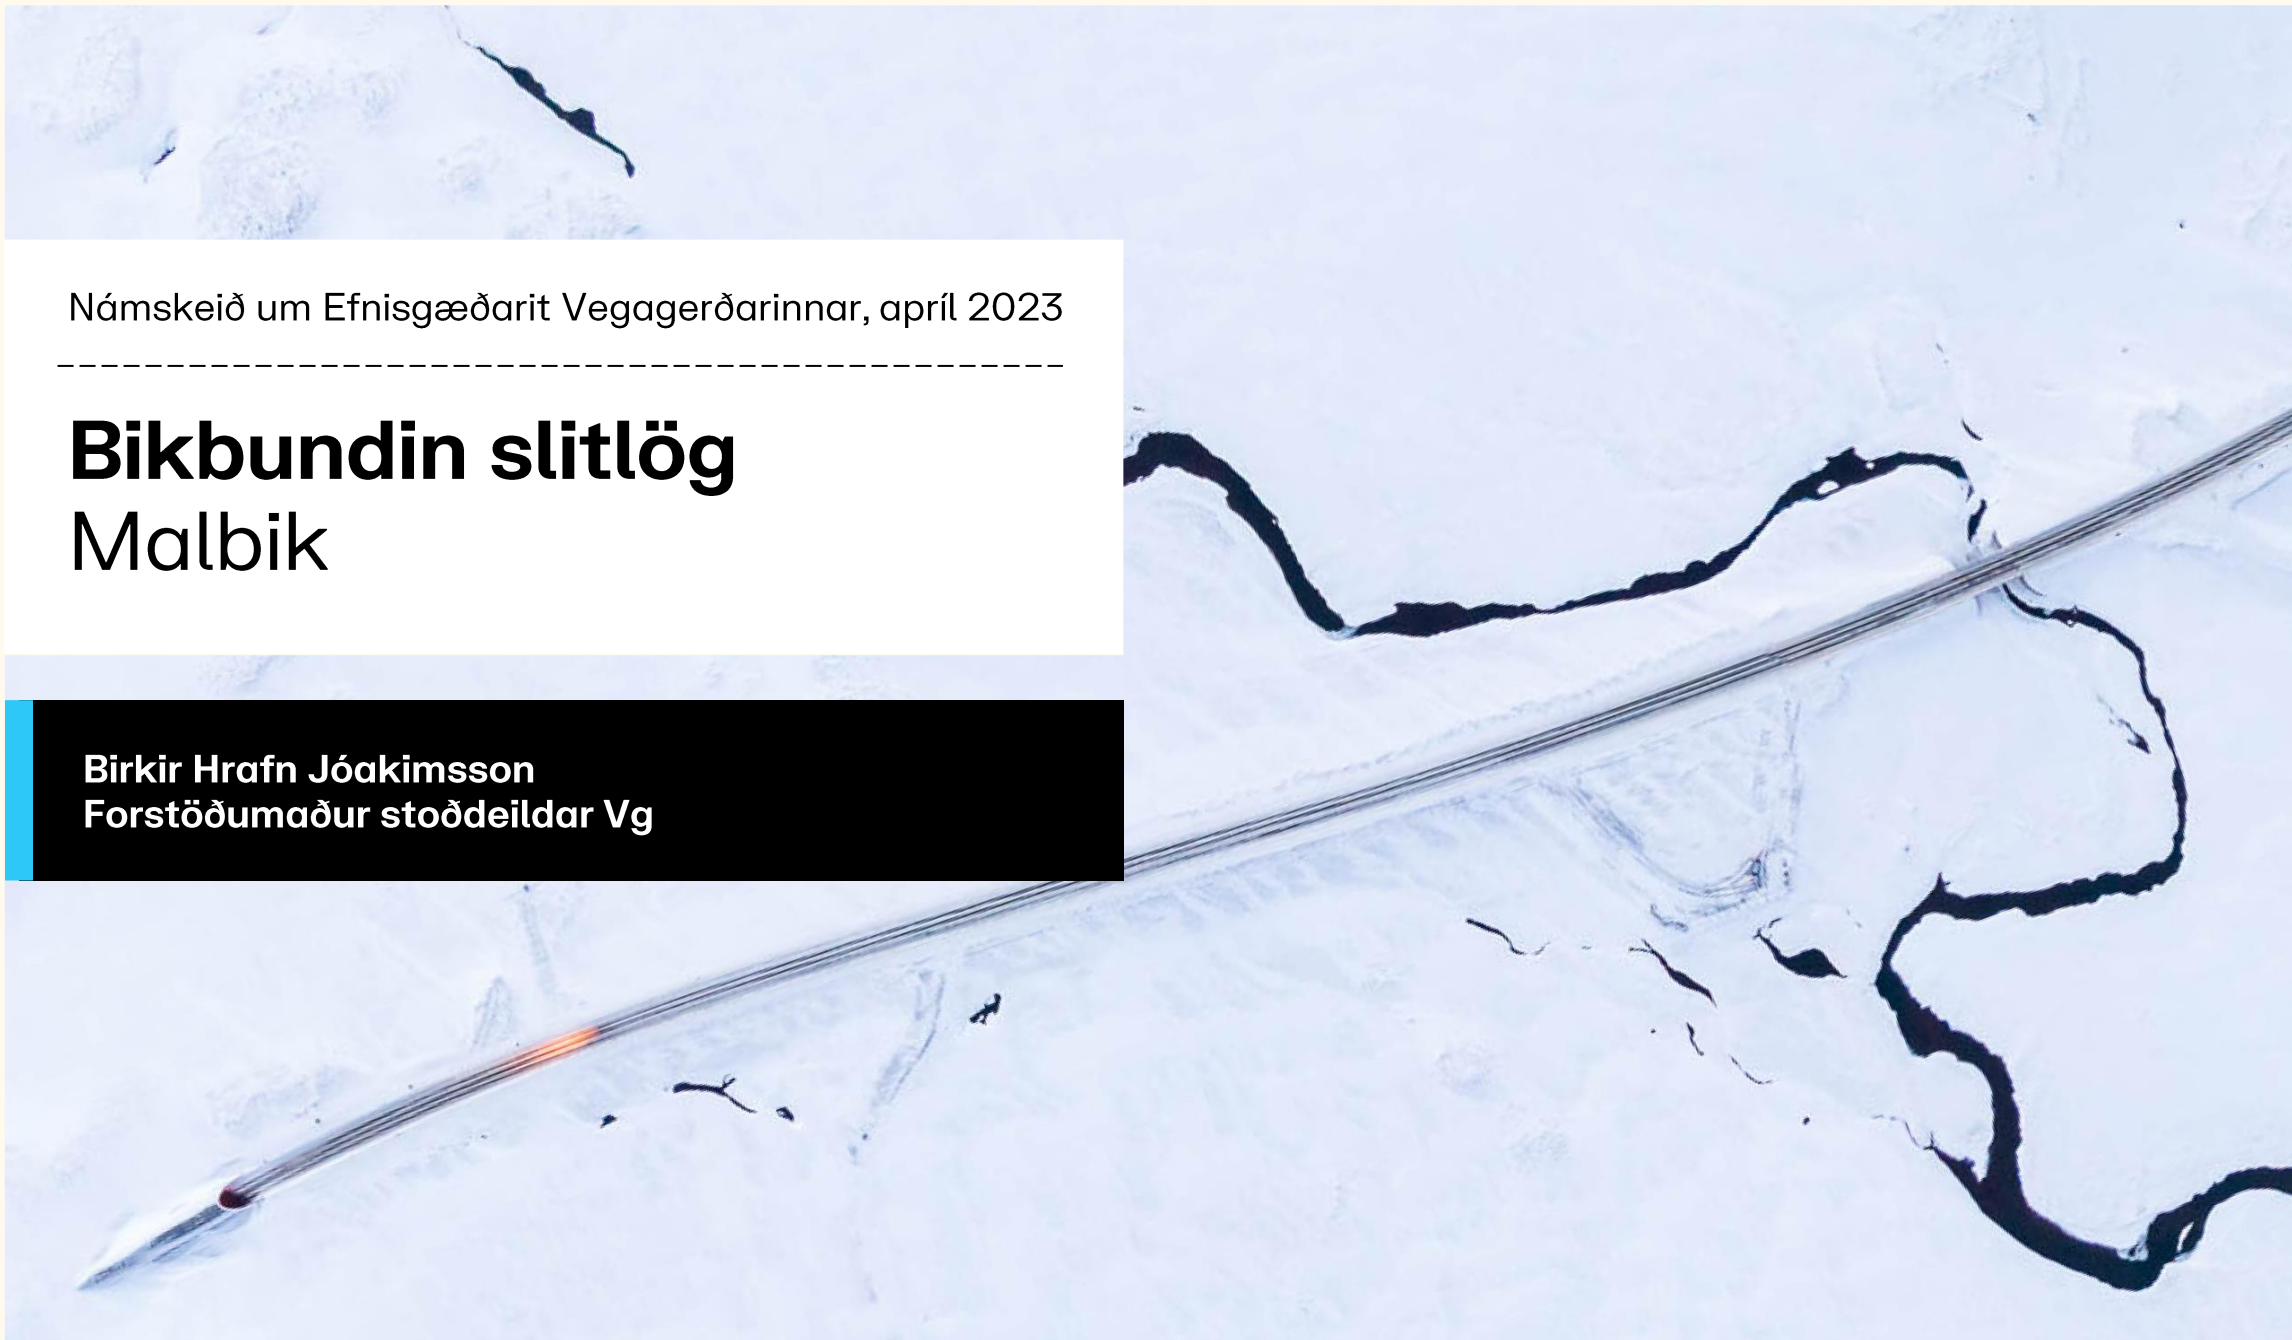 Námskeið um Efnisgæðarit Vegagerðarinnar, apríl 2023
Bikbundin slitlög
Malbik
Birkir Hrafn Jóakimsson
Forstöðumaður stoðdeildar Vg